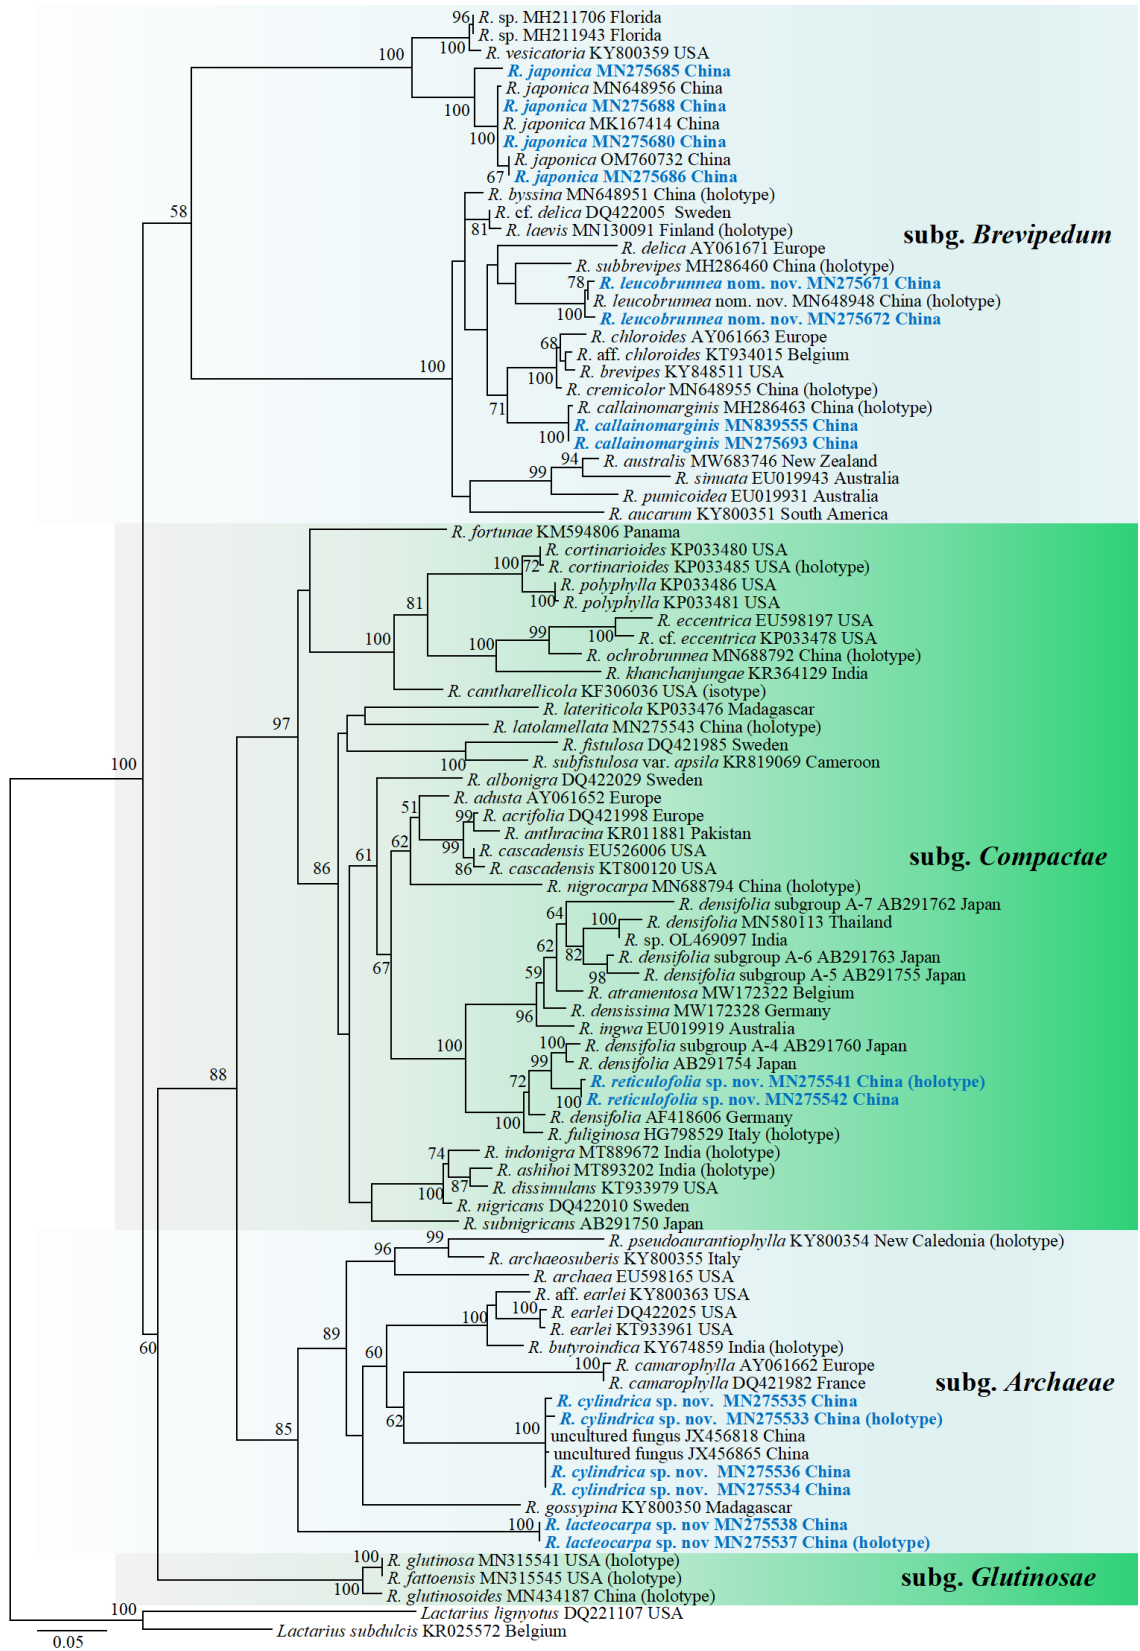 96 R. sp. MH211706 Florida
R. sp. MH211943 Florida
100 R. vesicatoria KY800359 USA
100
R. japonica MN275685 China
R. japonica MN648956 China
100 R. japonica MN275688 China
R. japonica MK167414 China
100 R. japonica MN275680 China
R. japonica OM760732 China
67 R. japonica MN275686 China
R. byssina MN648951 China (holotype)
58
R. cf. delica DQ422005 Sweden
81 R. laevis MN130091 Finland (holotype)
subg. Brevipedum
R. delica AY061671 Europe
R. subbrevipes MH286460 China (holotype)
78 R. leucobrunnea nom. nov. MN275671 China
R. leucobrunnea nom. nov. MN648948 China (holotype)
100 R. leucobrunnea nom. nov. MN275672 China
R. chloroides AY061663 Europe
68
R. aff. chloroides KT934015 Belgium
100
R. brevipes KY848511 USA
100
R. cremicolor MN648955 China (holotype)
71
R. callainomarginis MH286463 China (holotype)
R. callainomarginis MN839555 China
100
R. callainomarginis MN275693 China
94 R. australis MW683746 New Zealand
99 R. sinuata EU019943 Australia
R. pumicoidea EU019931 Australia
R. aucarum KY800351 South America
R. fortunae KM594806 Panama
R. cortinarioides KP033480 USA
100 72 R. cortinarioides KP033485 USA (holotype)
R. polyphylla KP033486 USA
81 100 R. polyphylla KP033481 USA
R. eccentrica EU598197 USA
99 100 R. cf. eccentrica KP033478 USA
100 100 R. ochrobrunnea MN688792 China (holotype)
R. khanchanjungae KR364129 India
R. cantharellicola KF306036 USA (isotype)
R. lateriticola KP033476 Madagascar
97
R. latolamellata MN275543 China (holotype)
R. fistulosa DQ421985 Sweden
100
100 R. subfistulosa var. apsila KR819069 Cameroon
R. albonigra DQ422029 Sweden
R. adusta AY061652 Europe
51
99 R. acrifolia DQ421998 Europe
R. anthracina KR011881 Pakistan
62 99
R. cascadensis EU526006 USA
61
subg. Compactae
86
86 R. cascadensis KT800120 USA
R. nigrocarpa MN688794 China (holotype)
R. densifolia subgroup A-7 AB291762 Japan
64
100 R. densifolia MN580113 Thailand
R. sp. OL469097 India
62 82
R. densifolia subgroup A-6 AB291763 Japan
67
59 98 R. densifolia subgroup A-5 AB291755 Japan
R. atramentosa MW172322 Belgium
R. densissima MW172328 Germany
96
R. ingwa EU019919 Australia
100 100 R. densifolia subgroup A-4 AB291760 Japan
99 R. densifolia AB291754 Japan
88
72 R. reticulofolia sp. nov. MN275541 China (holotype)
100 R. reticulofolia sp. nov. MN275542 China
R. densifolia AF418606 Germany
100
R. fuliginosa HG798529 Italy (holotype)
74 R. indonigra MT889672 India (holotype)
R. ashihoi MT893202 India (holotype)
87 R. dissimulans KT933979 USA
100
R. nigricans DQ422010 Sweden
R. subnigricans AB291750 Japan
99 R. pseudoaurantiophylla KY800354 New Caledonia (holotype)
96
R. archaeosuberis KY800355 Italy
R. archaea EU598165 USA
R. aff. earlei KY800363 USA
100 R. earlei DQ422025 USA
100
R. earlei KT933961 USA
89
60
R. butyroindica KY674859 India (holotype)
60
100 R. camarophylla AY061662 Europe
R. camarophylla DQ421982 France
subg. Archaeae
R. cylindrica sp. nov. MN275535 China
62
R. cylindrica sp. nov. MN275533 China (holotype)
85 100
uncultured fungus JX456818 China
uncultured fungus JX456865 China
R. cylindrica sp. nov. MN275536 China
R. cylindrica sp. nov. MN275534 China
R. gossypina KY800350 Madagascar
100 R. lacteocarpa sp. nov MN275538 China
R. lacteocarpa sp. nov MN275537 China (holotype)
100 R. glutinosa MN315541 USA (holotype)
R. fattoensis MN315545 USA (holotype)
subg. Glutinosae
100
R. glutinosoides MN434187 China (holotype)
100 Lactarius lignyotus DQ221107 USA
Lactarius subdulcis KR025572 Belgium
0.05